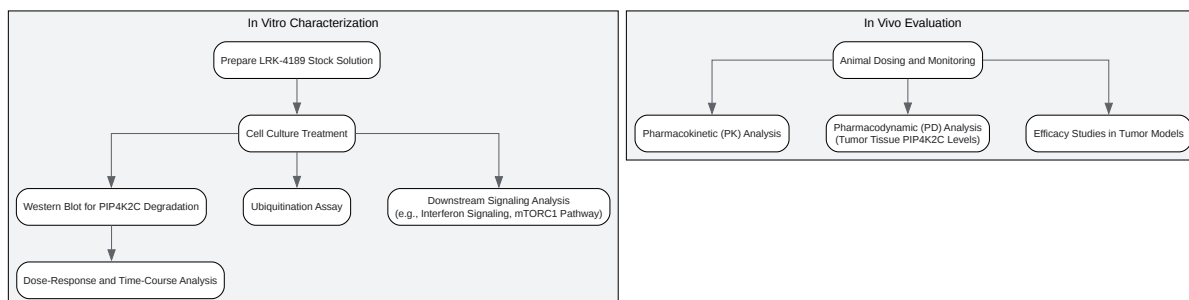 In Vitro Characterization
Prepare LRK-4189 Stock Solution
Cell Culture Treatment
Western Blot for PIP4K2C Degradation
Ubiquitination Assay
Downstream Signaling Analysis
(e.g., Interferon Signaling, mTORC1 Pathway)
Dose-Response and Time-Course Analysis
In Vivo Evaluation
Animal Dosing and Monitoring
Pharmacokinetic (PK) Analysis
Pharmacodynamic (PD) Analysis
(Tumor Tissue PIP4K2C Levels)
Efficacy Studies in Tumor Models